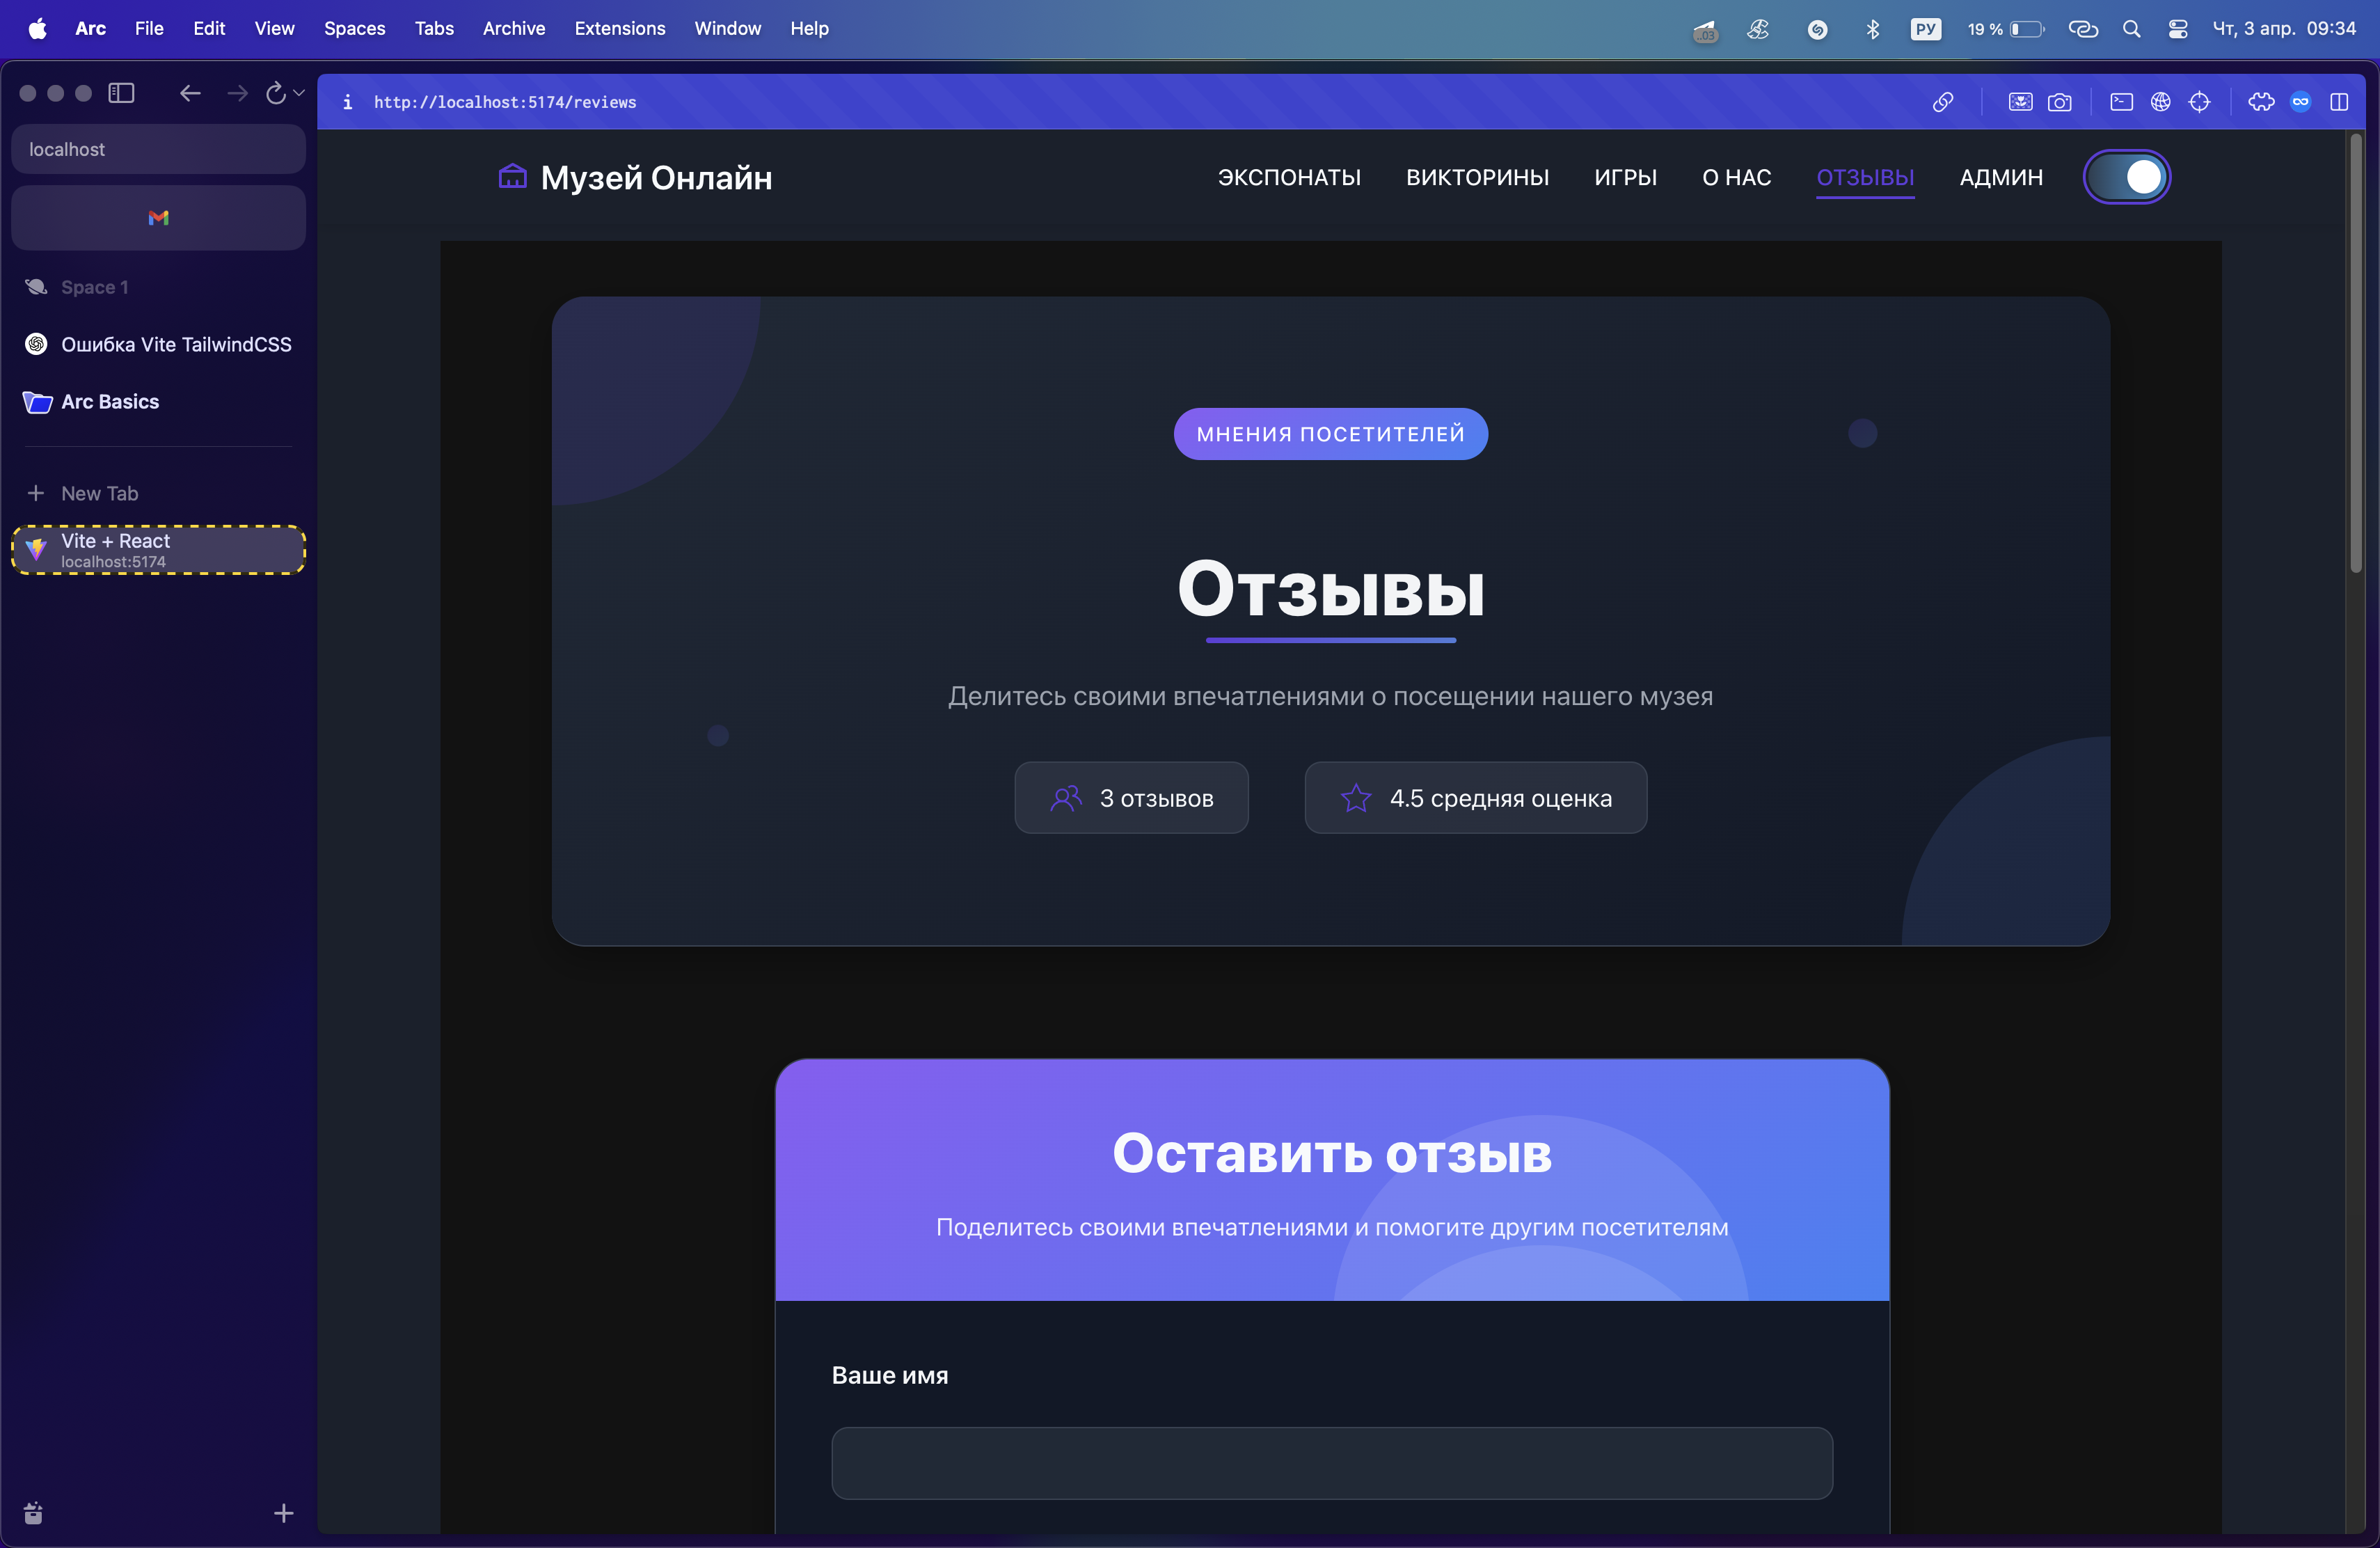 Arc File Edit View Spaces Tabs Archive Extensions Window Help
..03 РУ 19 % Чт, 3 апр. 09:34
http://localhost:5174/reviews
localhost
Space 1
Ошибка Vite TailwindCSS
Arc Basics
New Tab
Vite + React
localhost:5174
Музей Онлайн
ЭКСПОНАТЫ ВИКТОРИНЫ ИГРЫ О НАС ОТЗЫВЫ АДМИН
МНЕНИЯ ПОСЕТИТЕЛЕЙ
Отзывы
Делитесь своими впечатлениями о посещении нашего музея
3 отзывов 4.5 средняя оценка
Оставить отзыв
Поделитесь своими впечатлениями и помогите другим посетителям
Ваше имя